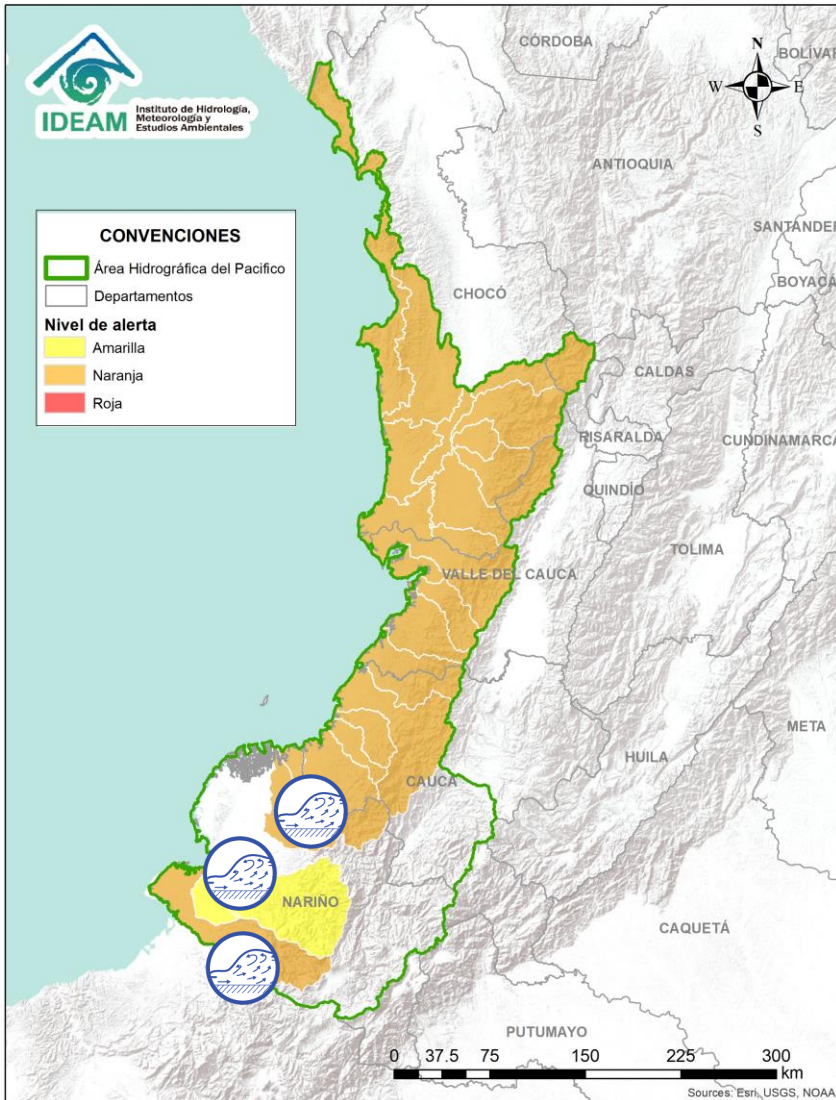 IDEAM
Instituto de Hidrología,
Meteorología y
Estudios Ambientales
CÓRDOBA
BOLÍVAR
N
W
E
S
ANTIOQUIA
CONVENCIONES
Área Hidrográfica del Pacifico
Departamentos
Nivel de alerta
Amarilla
Naranja
Roja
SANTANDER
BOYACÁ
CHOCÓ
CALDAS
RISARALDA
CUNDINAMARCA
QUINDÍO
TOLIMA
VALLE DEL CAUCA
META
HUILA
CAUCA
NARIÑO
CAQUETÁ
PUTUMAYO
0 37.5 75 150 225 300
km
Sources: Esri, USGS, NOAA